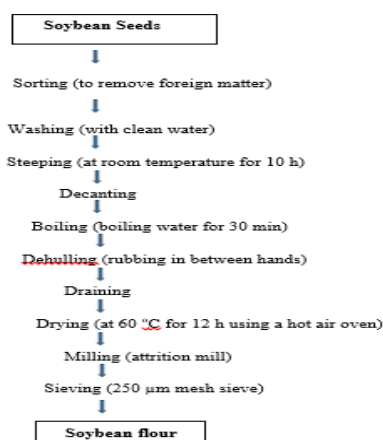 Soybean Seeds
Sorting (to remove foreign matter)
Washing (with clean water)
Steeping (at room temperature for 10 h)
Decanting
Boiling (boiling water for 30 min)
Dehulling (rubbing in between hands)
Draining
Drying (at 60 °C for 12 h using a hot air oven)
Milling (attrition mill)
Sieving (250 µm mesh sieve)
Soybean flour